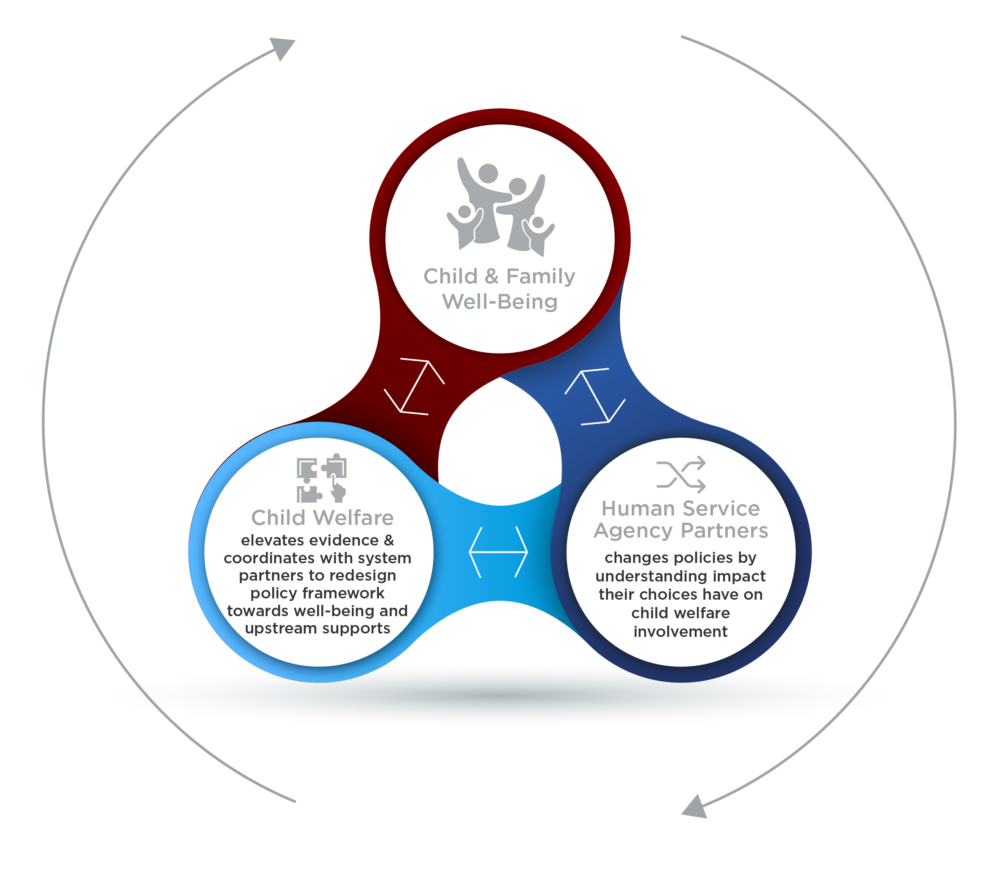 Child & Family
Well-Being
Child Welfare
elevates evidence &
coordinates with system
partners to redesign
policy framework
towards well-being and
upstream supports
Human Service
Agency Partners
changes policies by
understanding impact
their choices have on
child welfare
involvement